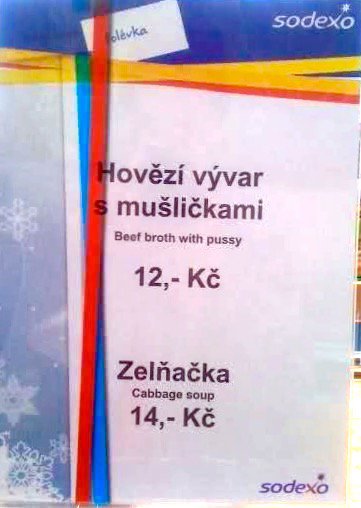 sodexo
Polévka
Hovězí vývar
s mušličkami
Beef broth with pussy
12,- Kč
Zelňačka
Cabbage soup
14,- Kč
sodexo